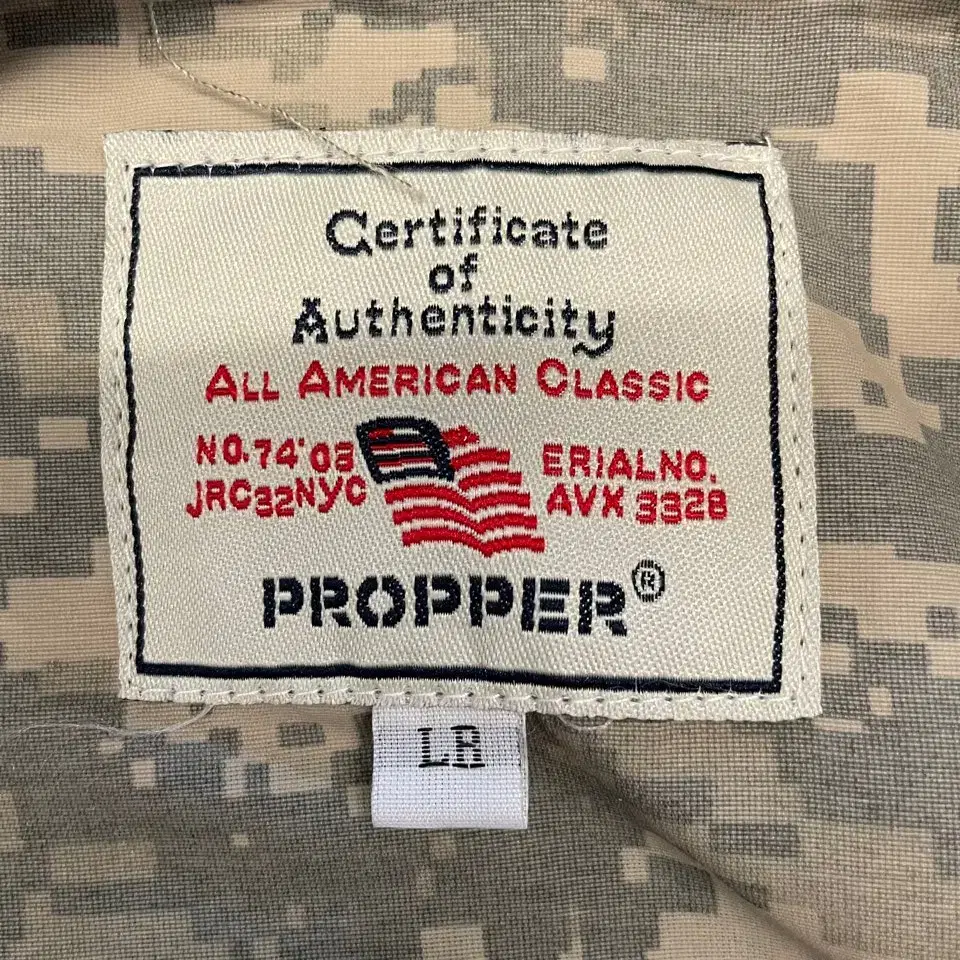 Certificate
of
Authenticity
ALL AMERICAN CLASSIC
NO.74'08
JRC32NYC
ERIALNO.
AVX 3328
PROPPER®
LR